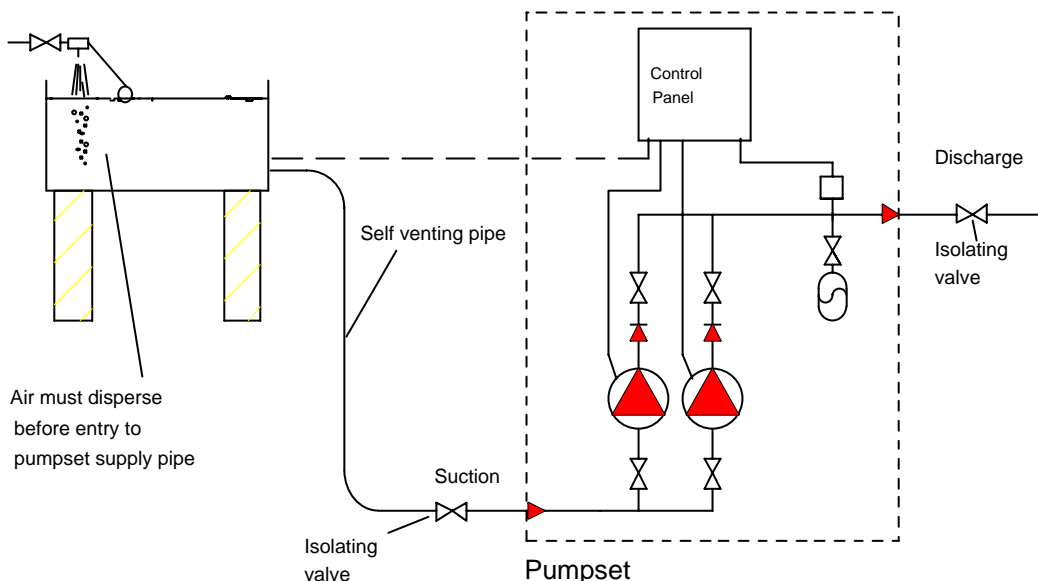 Control
Panel
Discharge
Self venting pipe
Isolating
valve
Air must disperse
before entry to
pumpset supply pipe
Suction
Isolating
valve
Pumpset